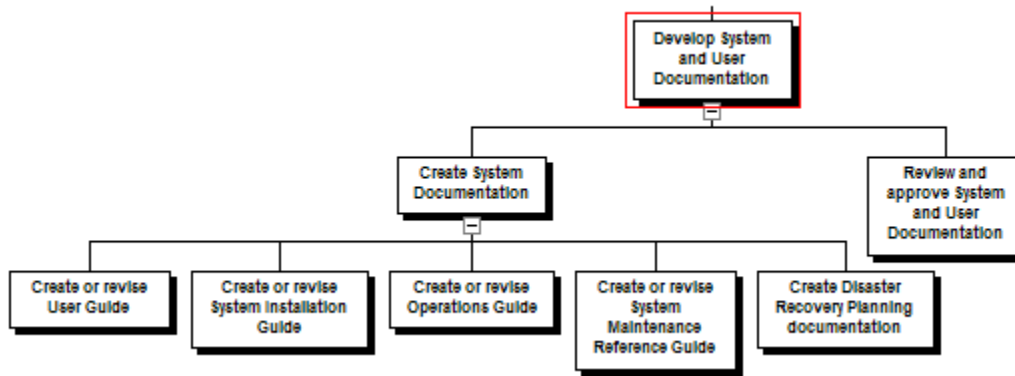 Develop System
and User
Documentation
Create System
Documentation
Review and
approve System
and User
Documentation
Create or revise
User Guide
Create or revise
System Installation
Guide
Create or revise
Operations Guide
Create or revise
System
Maintenance
Reference Guide
Create Disaster
Recovery Planning
documentation